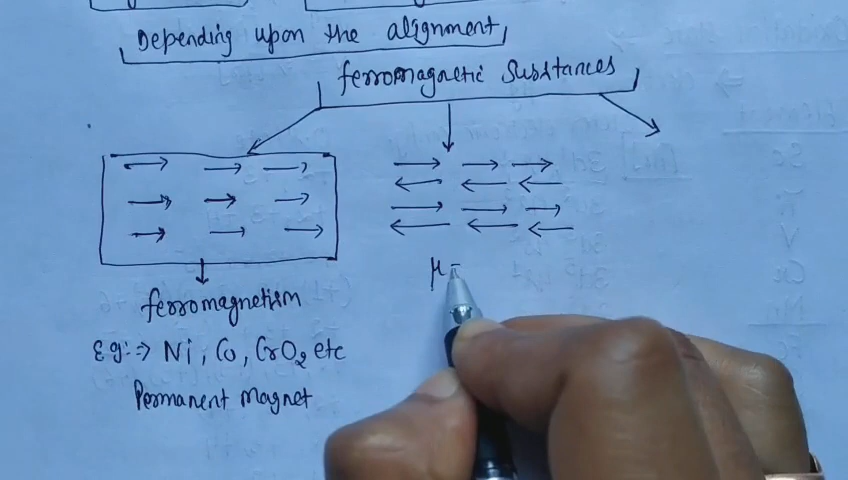 Depending upon the alignment
ferromagnetic Substances
μ=
ferromagnetism
Eg:⇒ Ni, Co, CrO₂ etc
Permanent Magnet